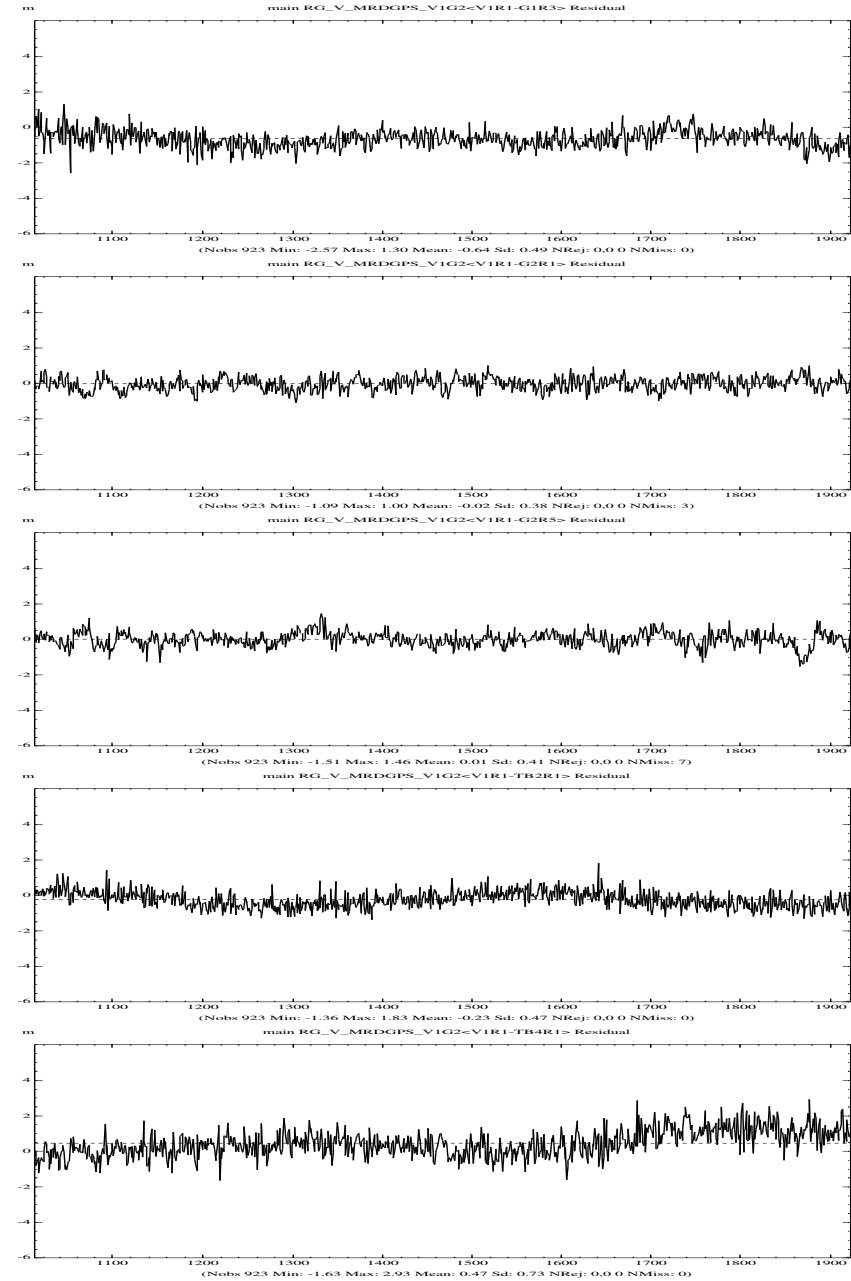 m main RG_V_MRDGPS_V1G2<V1R1-G1R3> Residual
4
2
0
-2
-4
-6
1100 1200 1300 1400 1500 1600 1700 1800 1900
(Nobs 923 Min: -2.57 Max: 1.30 Mean: -0.64 Sd: 0.49 NRej: 0,0 0 NMiss: 0)
m main RG_V_MRDGPS_V1G2<V1R1-G2R1> Residual
4
2
0
-2
-4
-6
1100 1200 1300 1400 1500 1600 1700 1800 1900
(Nobs 923 Min: -1.09 Max: 1.00 Mean: -0.02 Sd: 0.38 NRej: 0,0 0 NMiss: 3)
m main RG_V_MRDGPS_V1G2<V1R1-G2R5> Residual
4
2
0
-2
-4
-6
1100 1200 1300 1400 1500 1600 1700 1800 1900
(Nobs 923 Min: -1.51 Max: 1.46 Mean: 0.01 Sd: 0.41 NRej: 0,0 0 NMiss: 7)
m main RG_V_MRDGPS_V1G2<V1R1-TB2R1> Residual
4
2
0
-2
-4
-6
1100 1200 1300 1400 1500 1600 1700 1800 1900
(Nobs 923 Min: -1.36 Max: 1.83 Mean: -0.23 Sd: 0.47 NRej: 0,0 0 NMiss: 0)
m main RG_V_MRDGPS_V1G2<V1R1-TB4R1> Residual
4
2
0
-2
-4
-6
1100 1200 1300 1400 1500 1600 1700 1800 1900
(Nobs 923 Min: -1.63 Max: 2.93 Mean: 0.47 Sd: 0.73 NRej: 0,0 0 NMiss: 0)